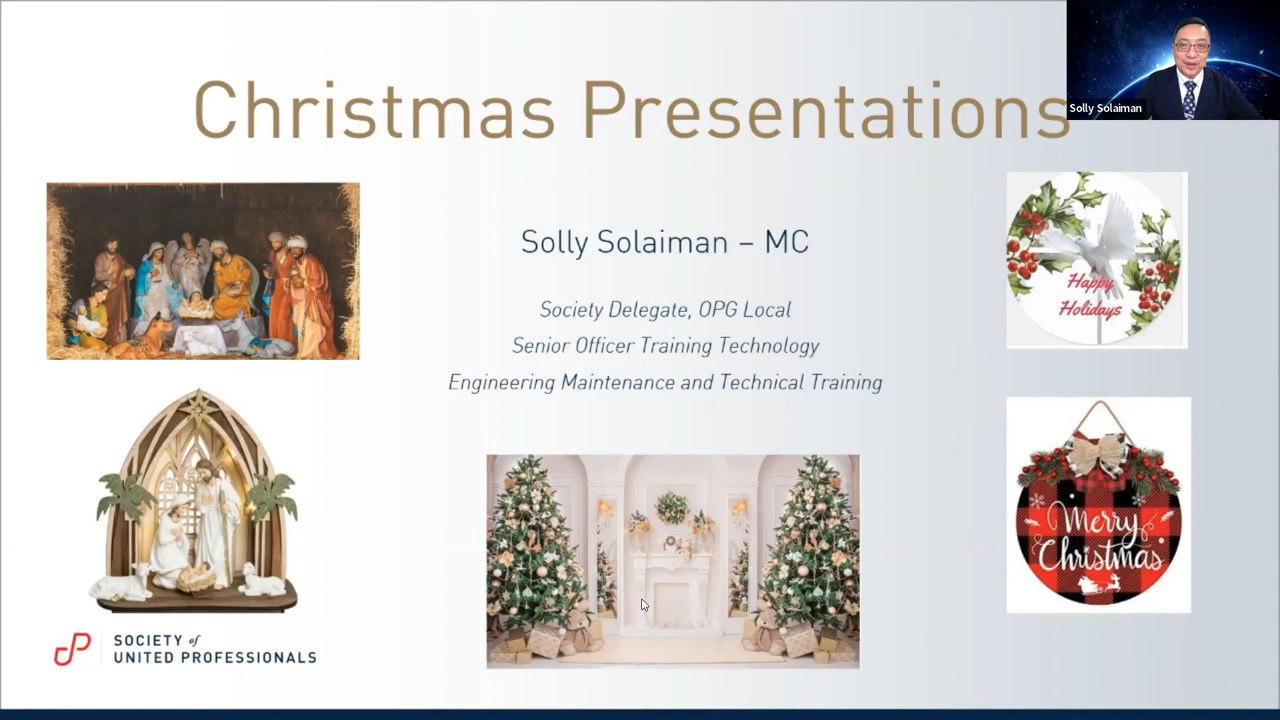 Christmas Presentations
Solly Solaiman
Solly Solaiman – MC
Society Delegate, OPG Local
Senior Officer Training Technology
Engineering Maintenance and Technical Training
Happy
Holidays
Merry
Christmas
SOCIETY of
UNITED PROFESSIONALS